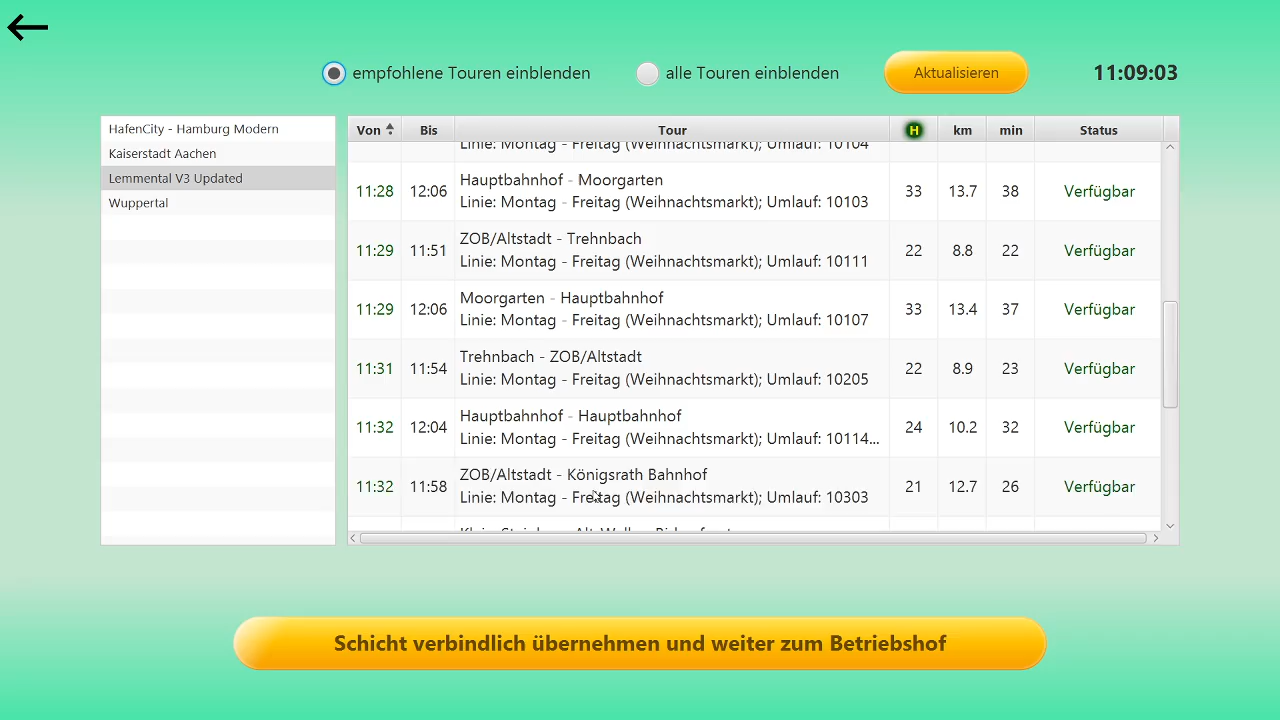 empfohlene Touren einblenden
alle Touren einblenden
Aktualisieren
11:09:03
HafenCity - Hamburg Modern
Kaiserstadt Aachen
Lemmental V3 Updated
Wuppertal
Von Bis Tour H km min Status
Linie: Montag - Freitag (Weihnachtsmarkt); Umlauf: 10104
11:28 12:06 Hauptbahnhof - Moorgarten 33 13.7 38 Verfügbar
Linie: Montag - Freitag (Weihnachtsmarkt); Umlauf: 10103
11:29 11:51 ZOB/Altstadt - Trehnbach 22 8.8 22 Verfügbar
Linie: Montag - Freitag (Weihnachtsmarkt); Umlauf: 10111
11:29 12:06 Moorgarten - Hauptbahnhof 33 13.4 37 Verfügbar
Linie: Montag - Freitag (Weihnachtsmarkt); Umlauf: 10107
11:31 11:54 Trehnbach - ZOB/Altstadt 22 8.9 23 Verfügbar
Linie: Montag - Freitag (Weihnachtsmarkt); Umlauf: 10205
11:32 12:04 Hauptbahnhof - Hauptbahnhof 24 10.2 32 Verfügbar
Linie: Montag - Freitag (Weihnachtsmarkt); Umlauf: 10114...
11:32 11:58 ZOB/Altstadt - Königsrath Bahnhof 21 12.7 26 Verfügbar
Linie: Montag - Freitag (Weihnachtsmarkt); Umlauf: 10303
Schicht verbindlich übernehmen und weiter zum Betriebshof